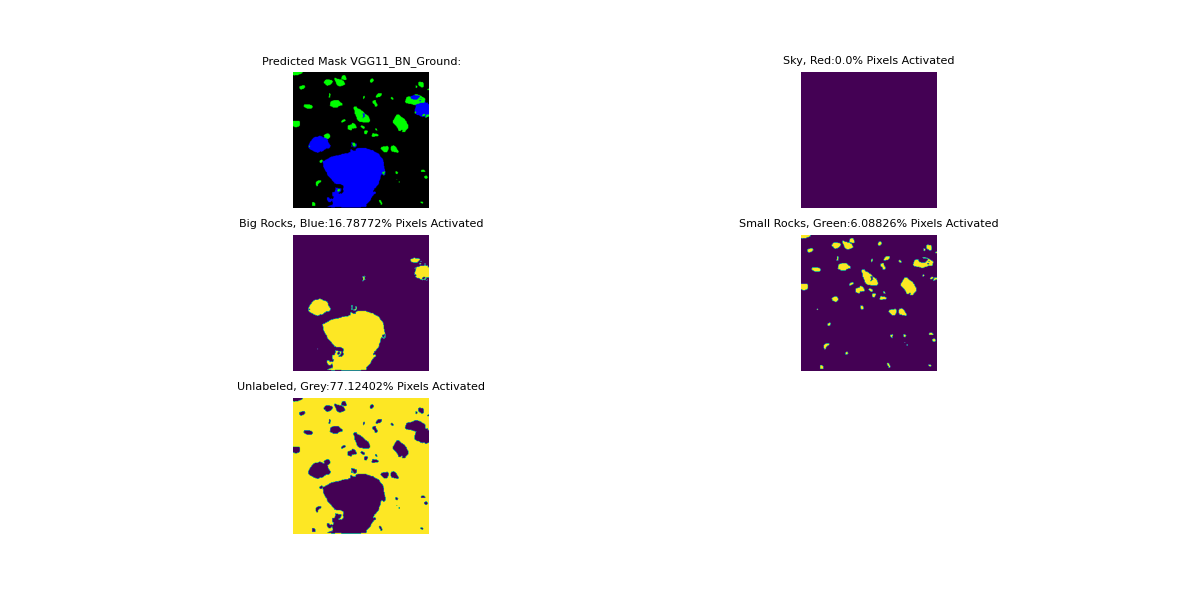 Predicted Mask VGG11_BN_Ground:
Sky, Red:0.0% Pixels Activated
Big Rocks, Blue:16.78772% Pixels Activated
Small Rocks, Green:6.08826% Pixels Activated
Unlabeled, Grey:77.12402% Pixels Activated